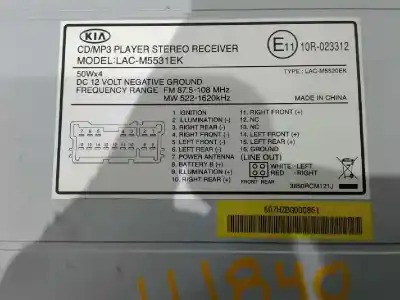 KIA
CD/MP3 PLAYER STEREO RECEIVER
MODEL:LAC-M5531EK
E11 10R-023312
50Wx4
DC 12 VOLT NEGATIVE GROUND
FREQUENCY RANGE FM 87.5-108 MHz
MW 522-1620kHz
TYPE : LAC-M5520EK
MADE IN CHINA
1. IGNITION
2. ILLUMINATION (-)
3. RIGHT REAR (-)
4. RIGHT FRONT (-)
5. LEFT FRONT (-)
6. LEFT REAR (-)
7. POWER ANTENNA
8. BATTERY B (+)
9. ILLUMINATION (+)
10. RIGHT REAR (+)
11. RIGHT FRONT (+)
12. NC
13. NC
14. LEFT FRONT (+)
15. LEFT REAR (+)
16. GROUND
(LINE OUT)
WHITE - LEFT
RED - RIGHT
3850RCM121J